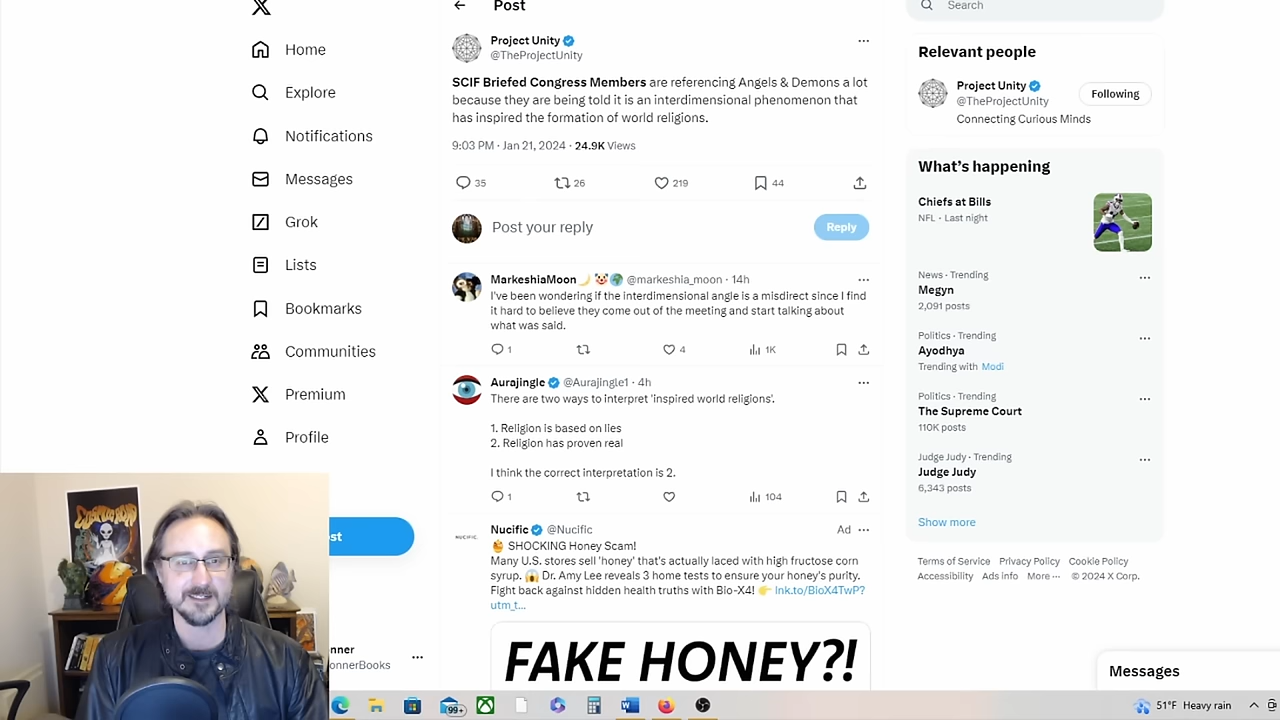 Post
Search
Home
Explore
Notifications
Messages
Grok
Lists
Bookmarks
Communities
Premium
Profile
st
nner
onnerBooks
Project Unity
@TheProjectUnity
SCIF Briefed Congress Members are referencing Angels & Demons a lot
because they are being told it is an interdimensional phenomenon that
has inspired the formation of world religions.
9:03 PM · Jan 21, 2024 · 24.9K Views
35 26 219 44
Post your reply
Reply
MarkeshiaMoon 🌙 🤡🌍 @markeshia_moon · 14h
I've been wondering if the interdimensional angle is a misdirect since I find
it hard to believe they come out of the meeting and start talking about
what was said.
1 4 1K
Aurajingle @Aurajingle1 · 4h
There are two ways to interpret 'inspired world religions'.
1. Religion is based on lies
2. Religion has proven real
I think the correct interpretation is 2.
1 104
NUCIFIC.
Nucific @Nucific Ad
🍯 SHOCKING Honey Scam!
Many U.S. stores sell 'honey' that's actually laced with high fructose corn
syrup. 😱 Dr. Amy Lee reveals 3 home tests to ensure your honey's purity.
Fight back against hidden health truths with Bio-X4! 👉 lnk.to/BioX4TwP?
utm_t...
FAKE HONEY?!
Relevant people
Project Unity
@TheProjectUnity
Following
Connecting Curious Minds
What's happening
Chiefs at Bills
NFL · Last night
News · Trending
Megyn
2,091 posts
Politics · Trending
Ayodhya
Trending with Modi
Politics · Trending
The Supreme Court
110K posts
Judge Judy · Trending
Judge Judy
6,343 posts
Show more
Terms of Service Privacy Policy Cookie Policy
Accessibility Ads info More ··· © 2024 X Corp.
Messages
99+
51°F Heavy rain